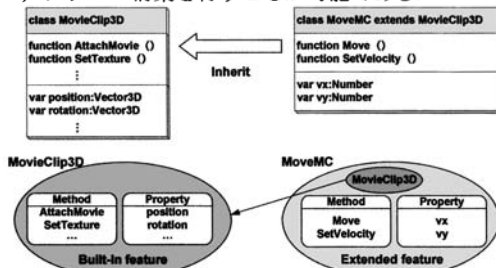 class MovieClip3D
function AttachMovie ()
function SetTexture ()
⋮
var position:Vector3D
var rotation:Vector3D
⋮
Inherit
class MoveMC extends MovieClip3D
function Move ()
function SetVelocity ()
var vx:Number
var vy:Number
MovieClip3D
Method
AttachMovie
SetTexture
...
Property
position
rotation
...
Built-In feature
MoveMC
MovieClip3D
Method
Move
SetVelocity
Property
vx
vy
Extended feature